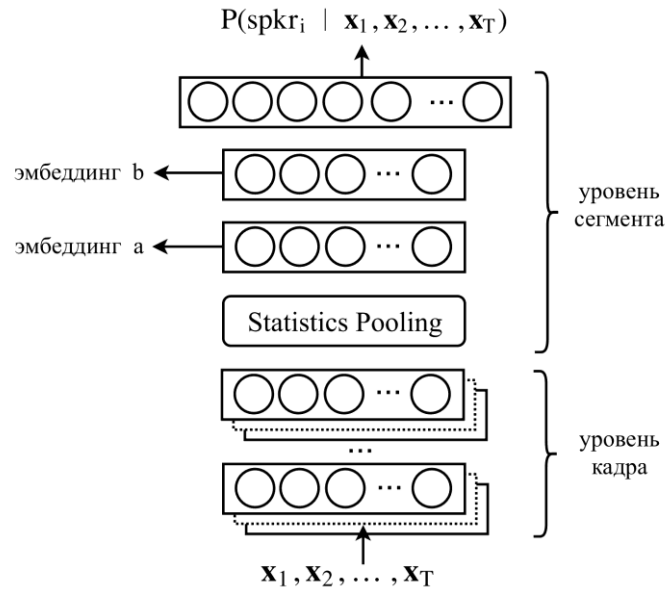 P(spkr_i | x_1, x_2, ..., x_T)
...
эмбеддинг b
...
уровень
сегмента
эмбеддинг a
...
Statistics Pooling
...
...
уровень
кадра
...
x_1, x_2, ..., x_T